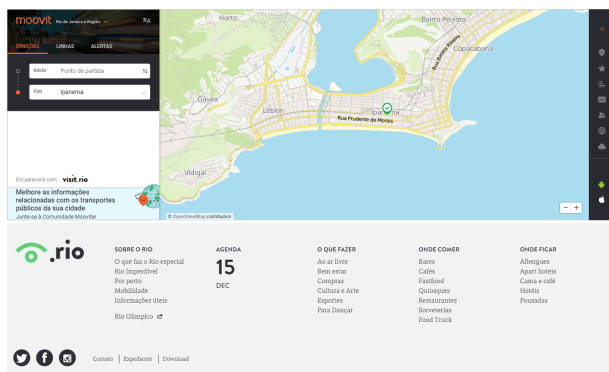 moovit Rio de Janeiro e Região
DIREÇÕES LINHAS ALERTAS
Início Ponto de partida
Fim Ipanema
Em parceria com: visit.rio
Melhore as informações
relacionadas com os transportes
públicos da sua cidade
Junte-se à Comunidade Mooviter
Horto
Bairro Peixoto
Copacabana
Rua Barata Ribeiro
Gávea
Leblon
Ipanema
Rua Prudente de Morais
Vidigal
© OpenStreetMap contributors
.rio
SOBRE O RIO
O que faz o Rio especial
Rio Imperdível
Por perto
Mobilidade
Informações úteis
Rio Olímpico
AGENDA
15
DEC
O QUE FAZER
Ao ar livre
Bem estar
Compras
Cultura e Arte
Esportes
Para Dançar
ONDE COMER
Bares
Cafés
Fastfood
Quiosques
Restaurantes
Sorveterias
Food Truck
ONDE FICAR
Albergues
Apart hotéis
Cama e café
Hotéis
Pousadas
Contato | Expediente | Download